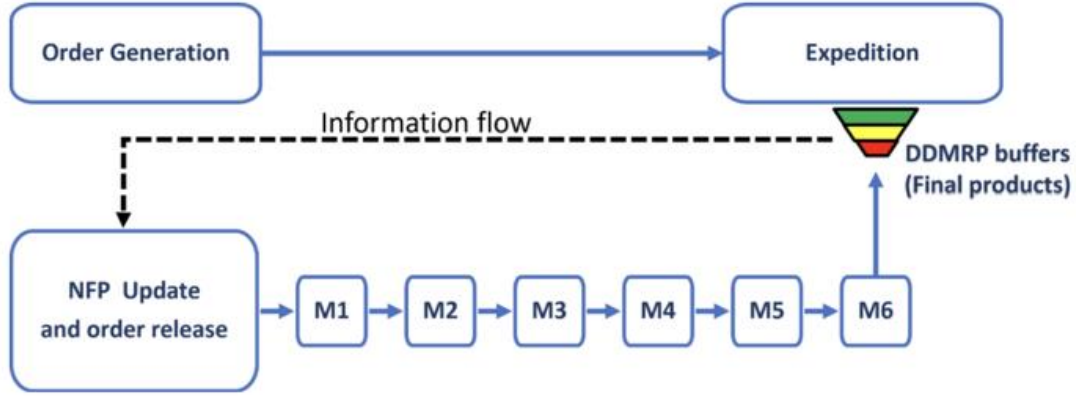 Order Generation
Expedition
Information flow
DDMRP buffers
(Final products)
NFP Update
and order release
M1
M2
M3
M4
M5
M6